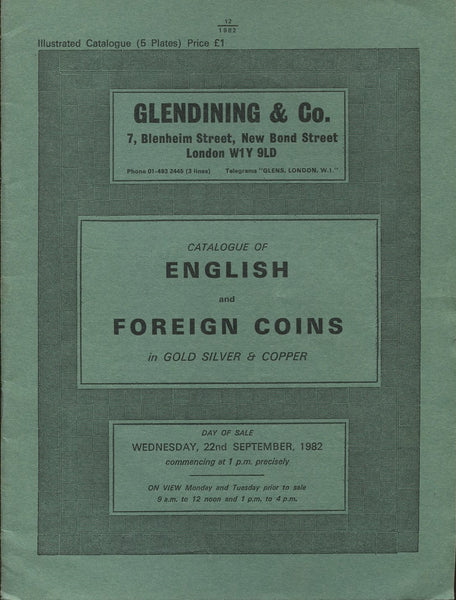 12
1982
Illustrated Catalogue (5 Plates) Price £1
GLENDINING & Co.
7, Blenheim Street, New Bond Street
London W1Y 9LD
Phone 01-493 2445 (3 lines) Telegrams "GLENS, LONDON, W.1."
CATALOGUE OF
ENGLISH
and
FOREIGN COINS
in GOLD SILVER & COPPER
DAY OF SALE
WEDNESDAY, 22nd SEPTEMBER, 1982
commencing at 1 p.m. precisely
ON VIEW Monday and Tuesday prior to sale
9 a.m. to 12 noon and 1 p.m. to 4 p.m.